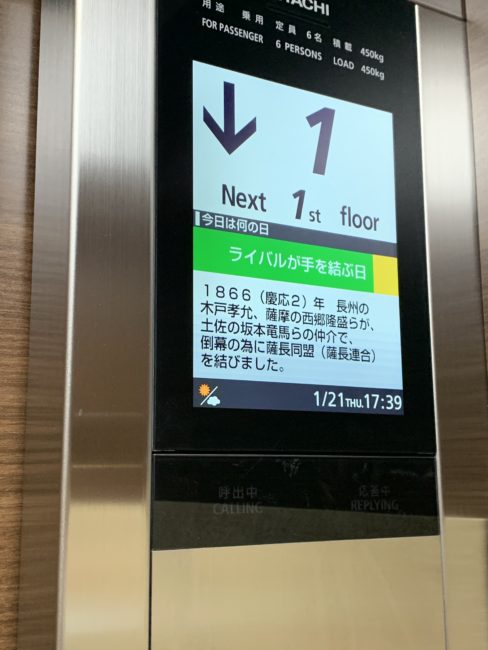 HITACHI
用途 乗用 定員 6名 積載 450kg
FOR PASSENGER 6 PERSONS LOAD 450kg
1
Next 1st floor
今日は何の日
ライバルが手を結ぶ日
1866(慶応2)年 長州の
木戸孝允、薩摩の西郷隆盛らが、
土佐の坂本竜馬らの仲介で、
倒幕の為に薩長同盟(薩長連合)
を結びました。
1/21THU.17:39
呼出中 応答中
CALLING REPLYING